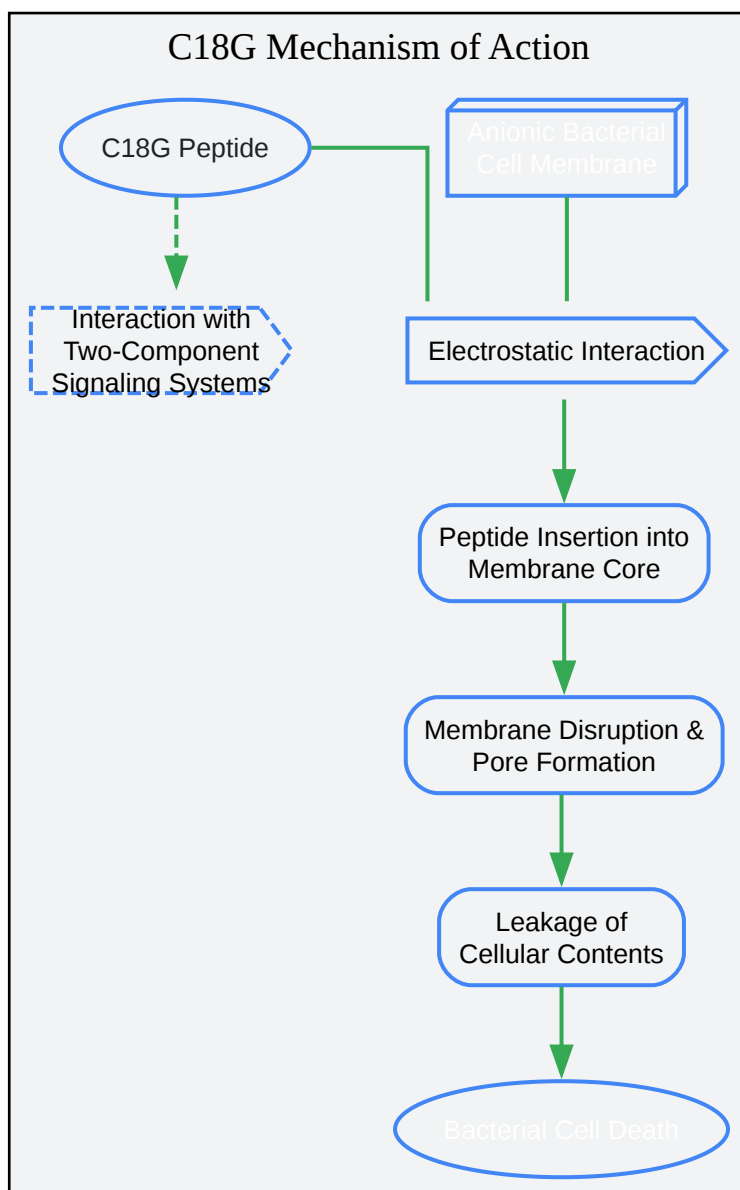 C18G Mechanism of Action
C18G Peptide
Anionic Bacterial
Cell Membrane
Interaction with
Two-Component
Signaling Systems
Electrostatic Interaction
Peptide Insertion into
Membrane Core
Membrane Disruption &
Pore Formation
Leakage of
Cellular Contents
Bacterial Cell Death